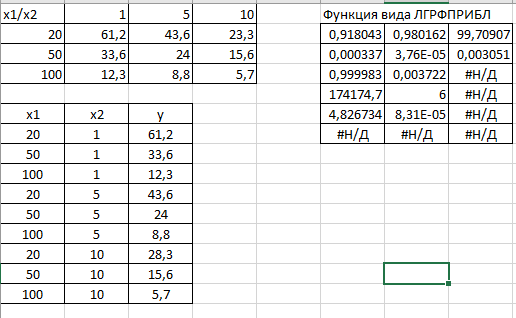 x1/x2 1 5 10 Функция вида ЛГРФПРИБЛ
20 61,2 43,6 23,3 0,918043 0,980162 99,70907
50 33,6 24 15,6 0,000337 3,76E-05 0,003051
100 12,3 8,8 5,7 0,999983 0,003722 #Н/Д
174174,7 6 #Н/Д
x1 x2 y 4,826734 8,31E-05 #Н/Д
20 1 61,2 #Н/Д #Н/Д #Н/Д
50 1 33,6
100 1 12,3
20 5 43,6
50 5 24
100 5 8,8
20 10 28,3
50 10 15,6
100 10 5,7